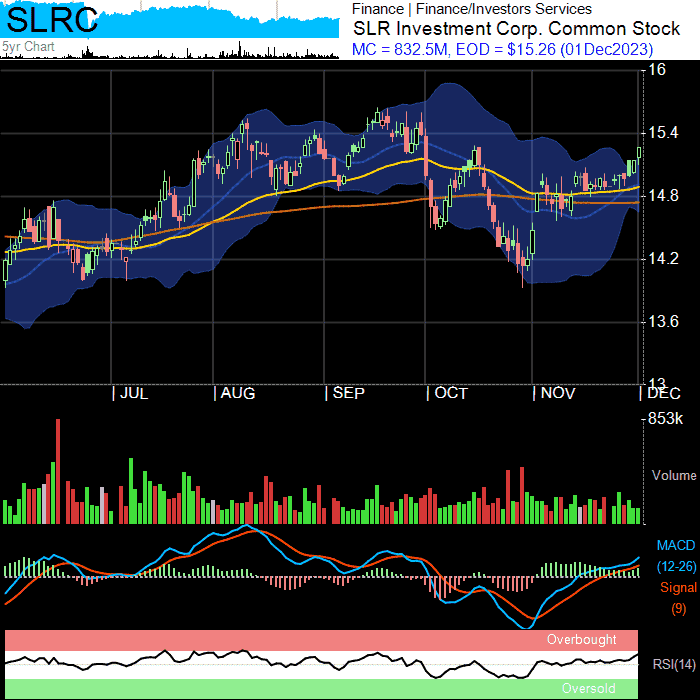 SLRC
5yr Chart
Finance | Finance/Investors Services
SLR Investment Corp. Common Stock
MC = 832.5M, EOD = $15.26 (01Dec2023)
16
15.4
14.8
14.2
13.6
13
| JUL | AUG | SEP | OCT | NOV | DEC
853k
Volume
MACD
(12-26)
Signal
(9)
Overbought
RSI(14)
Oversold